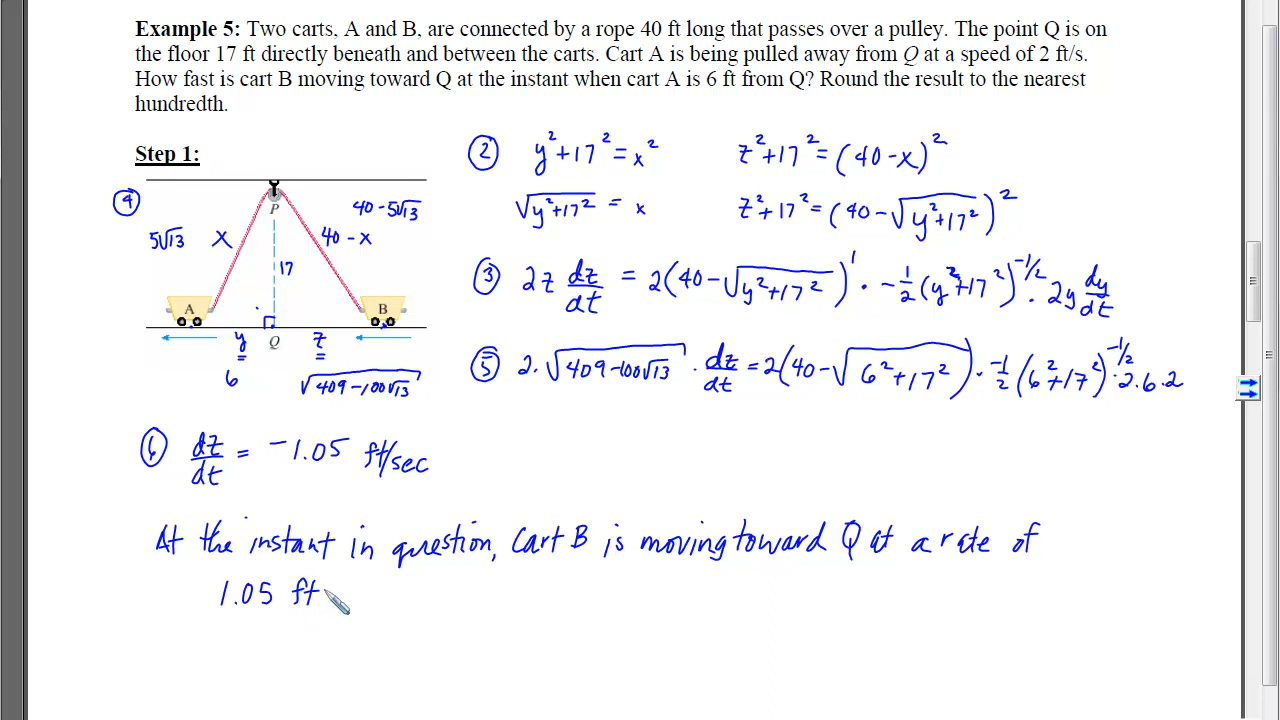 Example 5: Two carts, A and B, are connected by a rope 40 ft long that passes over a pulley. The point Q is on
the floor 17 ft directly beneath and between the carts. Cart A is being pulled away from Q at a speed of 2 ft/s.
How fast is cart B moving toward Q at the instant when cart A is 6 ft from Q? Round the result to the nearest
hundredth.
Step 1:
④
P
40 - 5√13
5√13 x
40 - x
17
A B
y Q z
6 √(409 - 100√13)
② y² + 17² = x² z² + 17² = (40 - x)²
√(y² + 17²) = x z² + 17² = (40 - √(y² + 17²))²
③ 2z dz/dt = 2(40 - √(y² + 17²))¹ · -1/2 (y² + 17²)^(-1/2) · 2y dy/dt
⑤ 2 · √(409 - 100√13) · dz/dt = 2(40 - √(6² + 17²)) · -1/2 (6² + 17²)^(-1/2) · 2 · 6 · 2
⑥ dz/dt = -1.05 ft/sec
At the instant in question, Cart B is moving toward Q at a rate of
1.05 ft